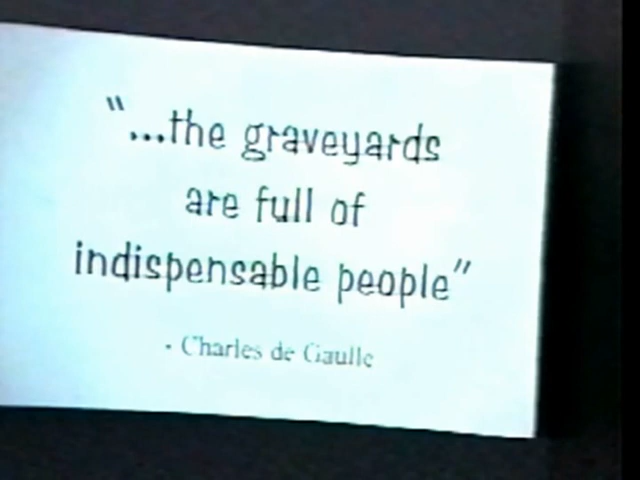 “...the graveyards
are full of
indispensable people”
- Charles de Gaulle